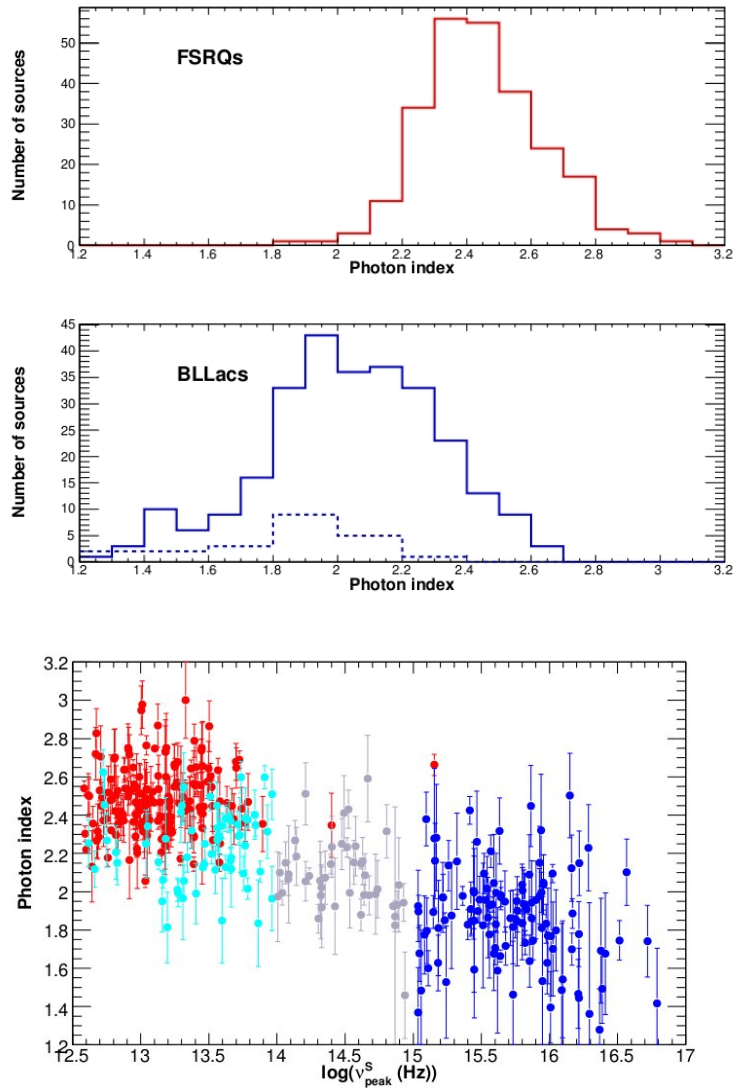 50
40
30
20
10
0
Number of sources
FSRQs
1.2 1.4 1.6 1.8 2 2.2 2.4 2.6 2.8 3 3.2
Photon index
45
40
35
30
25
20
15
10
5
0
Number of sources
BLLacs
1.2 1.4 1.6 1.8 2 2.2 2.4 2.6 2.8 3 3.2
Photon index
3.2
3
2.8
2.6
2.4
2.2
2
1.8
1.6
1.4
1.2
Photon index
12.5 13 13.5 14 14.5 15 15.5 16 16.5 17
log(ν^S_peak (Hz))